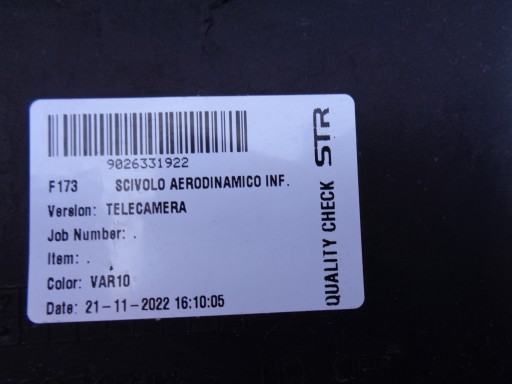 9026331922
F173 SCIVOLO AERODINAMICO INF.
Version: TELECAMERA
Job Number: .
Item: .
Color: VAR10
Date: 21-11-2022 16:10:05
QUALITY CHECK STR